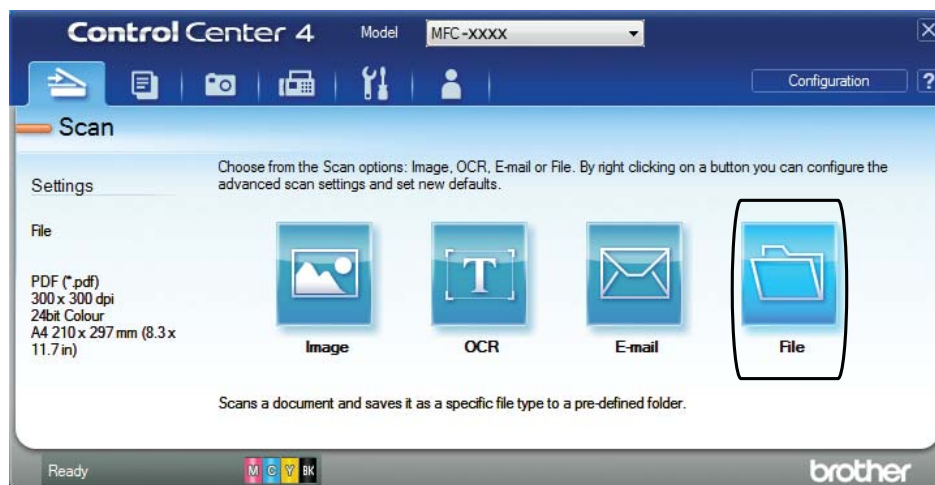 Control Center 4 Model MFC-XXXX X
Configuration ?
Scan
Choose from the Scan options: Image, OCR, E-mail or File. By right clicking on a button you can configure the
advanced scan settings and set new defaults.
Settings
File
PDF (*.pdf)
300 x 300 dpi
24bit Colour
A4 210 x 297 mm (8.3 x
11.7 in)
T
Image OCR E-mail File
Scans a document and saves it as a specific file type to a pre-defined folder.
Ready M C Y BK brother